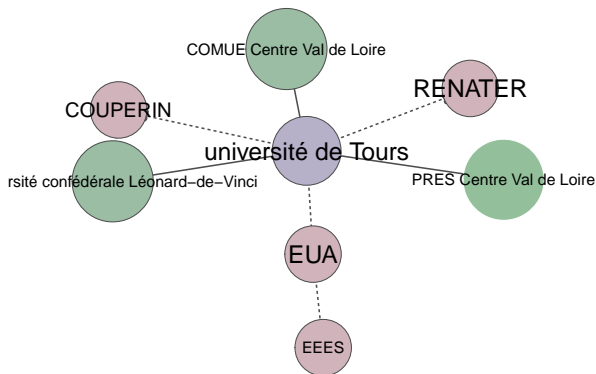 COMUE Centre Val de Loire
RENATER
COUPERIN
université de Tours
rsité confédérale Léonard−de−Vinci
PRES Centre Val de Loire
EUA
EEES